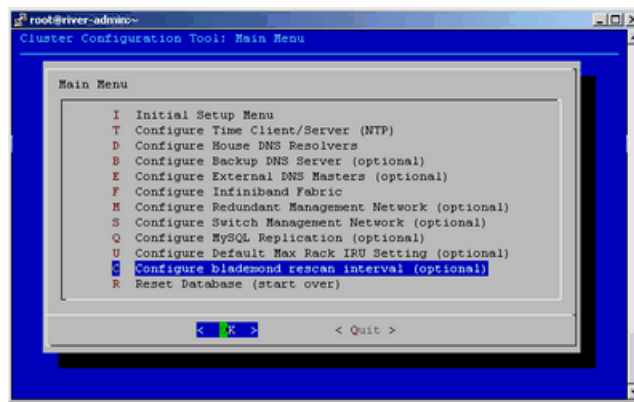 root@river-admin:~
Cluster Configuration Tool: Main Menu
Main Menu
I Initial Setup Menu
T Configure Time Client/Server (NTP)
D Configure House DNS Resolvers
B Configure Backup DNS Server (optional)
E Configure External DNS Masters (optional)
F Configure Infiniband Fabric
M Configure Redundant Management Network (optional)
S Configure Switch Management Network (optional)
Q Configure MySQL Replication (optional)
U Configure Default Max Rack IRU Setting (optional)
C Configure blademond rescan interval (optional)
R Reset Database (start over)
< OK > < Quit >